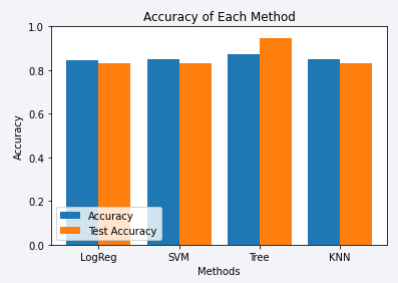 Accuracy of Each Method
1.0
0.8
0.6
0.4
0.2
0.0
Accuracy
Accuracy
Test Accuracy
LogReg SVM Tree KNN
Methods